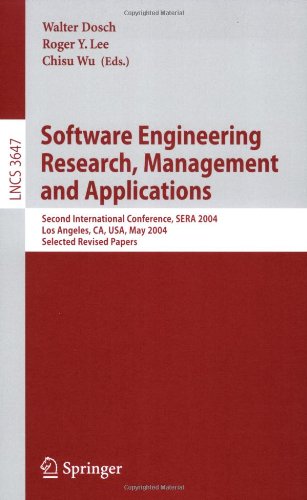 Walter Dosch
Roger Y. Lee
Chisu Wu (Eds.)
LNCS 3647
Software Engineering
Research, Management
and Applications
Second International Conference, SERA 2004
Los Angeles, CA, USA, May 2004
Selected Revised Papers
Springer